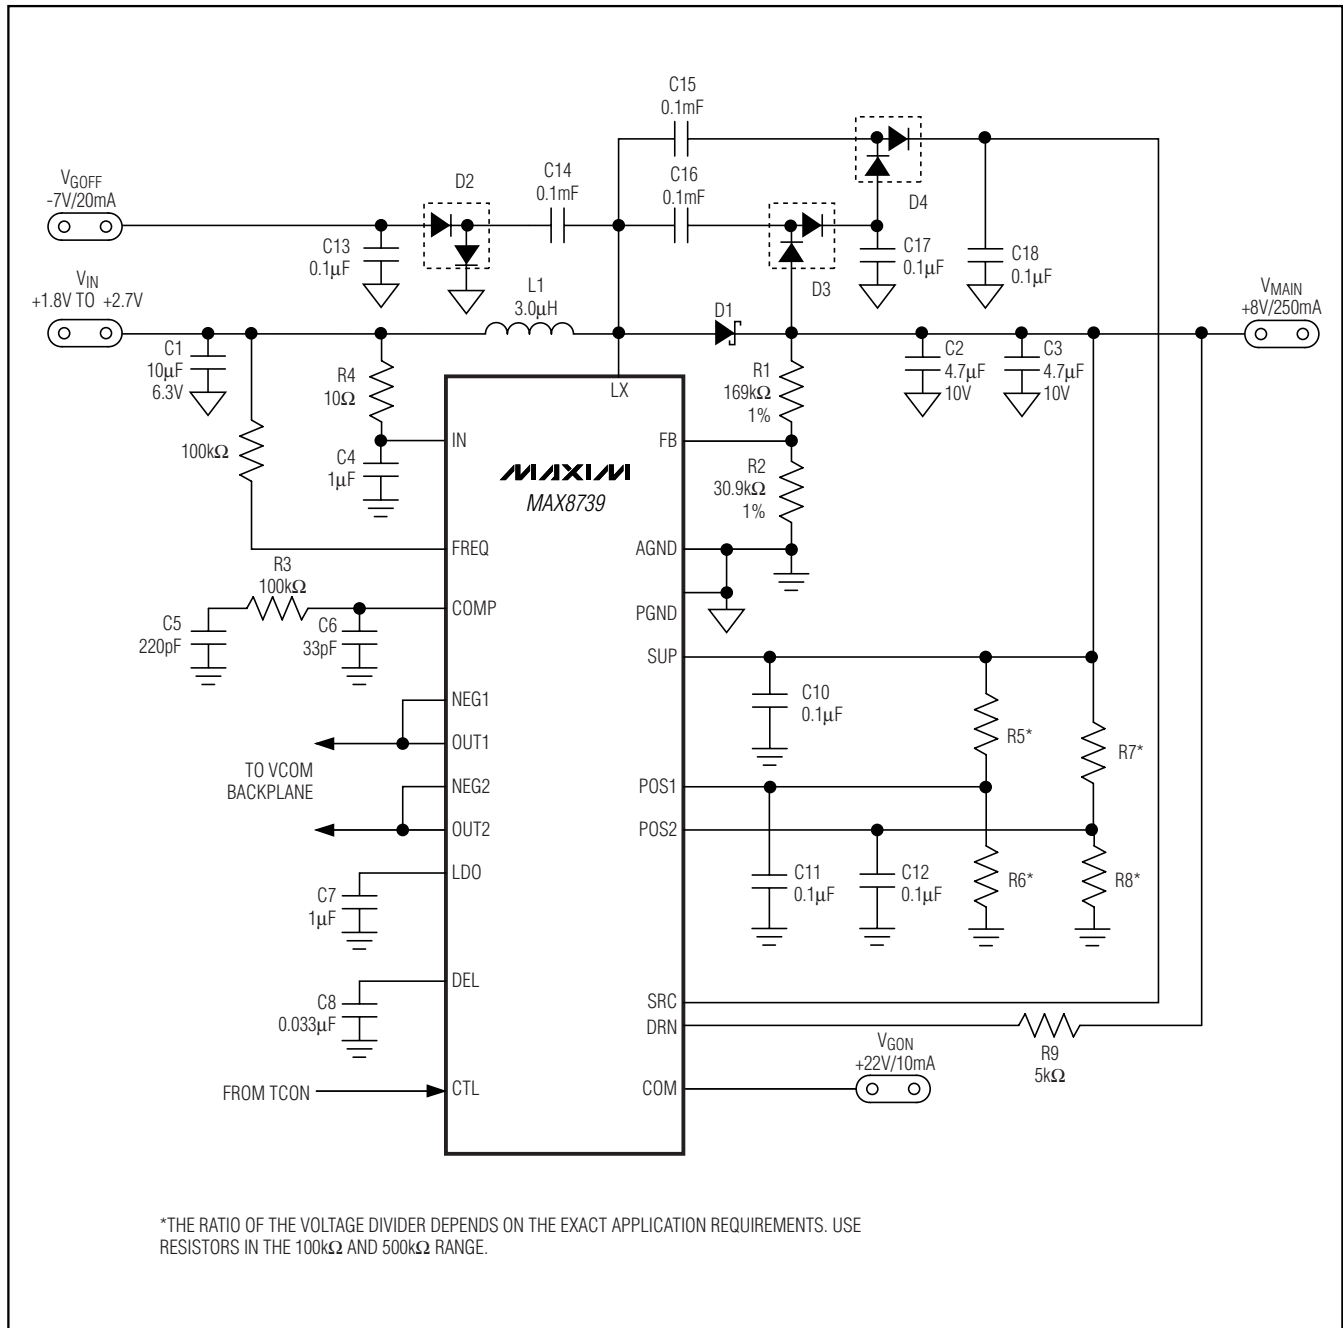 C15
0.1mF
VGOFF
-7V/20mA
D2
C14
0.1mF
C16
0.1mF
D4
C13
0.1µF
C17
0.1µF
C18
0.1µF
VIN
+1.8V TO +2.7V
L1
3.0µH
D1
D3
VMAIN
+8V/250mA
C1
10µF
6.3V
R4
10Ω
LX
R1
169kΩ
1%
C2
4.7µF
10V
C3
4.7µF
10V
100kΩ
C4
1µF
IN
FB
MAXIM
MAX8739
R2
30.9kΩ
1%
FREQ
AGND
R3
100kΩ
COMP
PGND
C5
220pF
C6
33pF
SUP
C10
0.1µF
NEG1
OUT1
R5*
R7*
TO VCOM
BACKPLANE
NEG2
POS1
OUT2
POS2
LDO
C7
1µF
C11
0.1µF
C12
0.1µF
R6*
R8*
DEL
C8
0.033µF
SRC
DRN
R9
5kΩ
VGON
+22V/10mA
FROM TCON
CTL
COM
*THE RATIO OF THE VOLTAGE DIVIDER DEPENDS ON THE EXACT APPLICATION REQUIREMENTS. USE
RESISTORS IN THE 100kΩ AND 500kΩ RANGE.